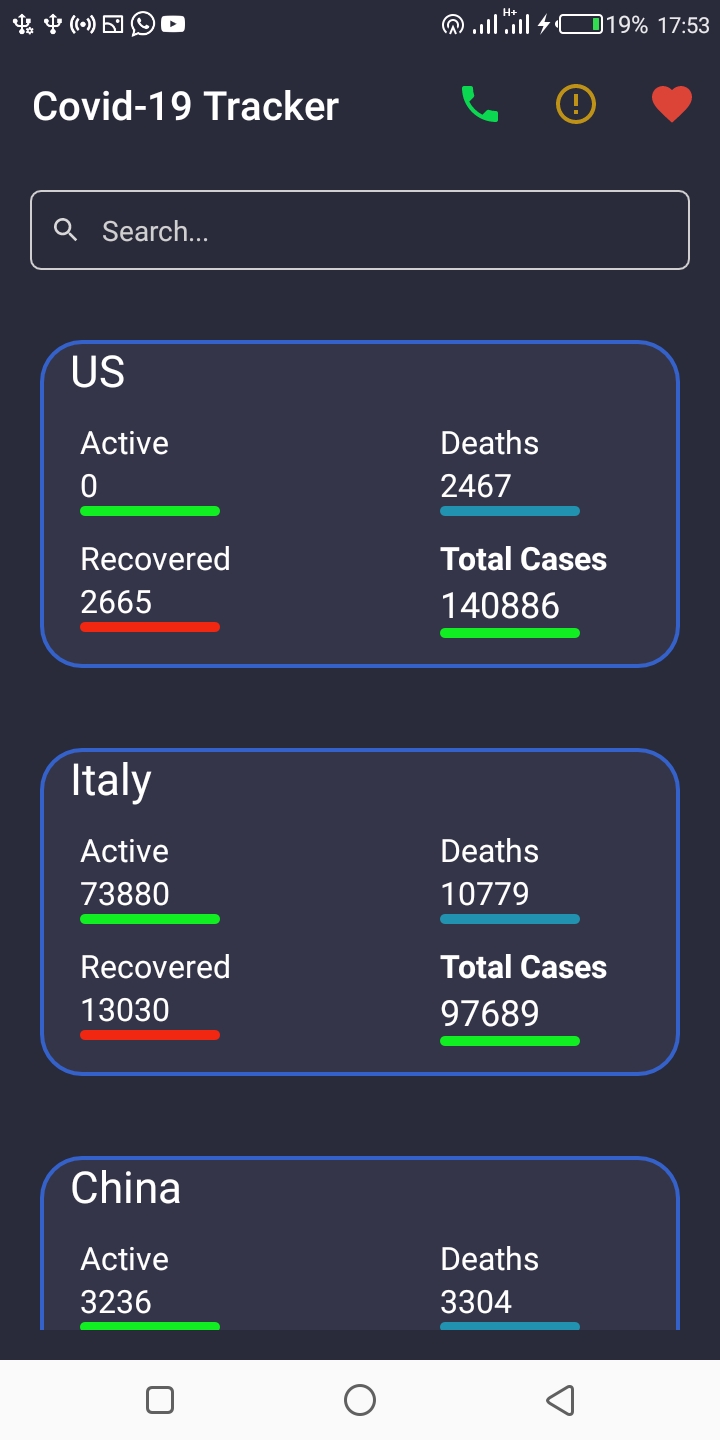 H+
19% 17:53
Covid-19 Tracker
Search...
US
Active Deaths
0 2467
Recovered Total Cases
2665 140886
Italy
Active Deaths
73880 10779
Recovered Total Cases
13030 97689
China
Active Deaths
3236 3304